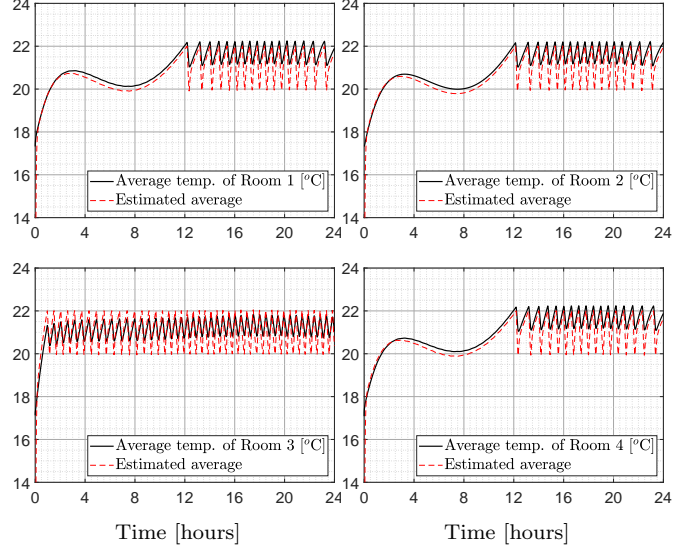 24
22
20
18
16
14
Average temp. of Room 1 [°C]
Estimated average
0 4 8 12 16 20 24
24
22
20
18
16
14
Average temp. of Room 2 [°C]
Estimated average
0 4 8 12 16 20 24
24
22
20
18
16
14
Average temp. of Room 3 [°C]
Estimated average
0 4 8 12 16 20 24
Time [hours]
24
22
20
18
16
14
Average temp. of Room 4 [°C]
Estimated average
0 4 8 12 16 20 24
Time [hours]